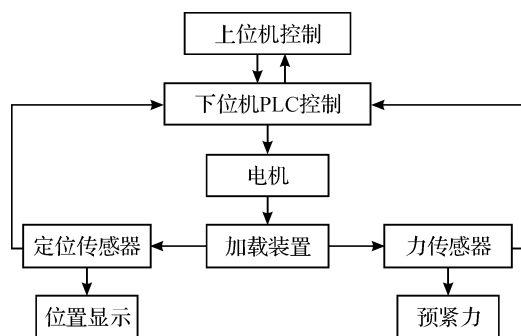 上位机控制
下位机PLC控制
电机
定位传感器
加载装置
力传感器
位置显示
预紧力